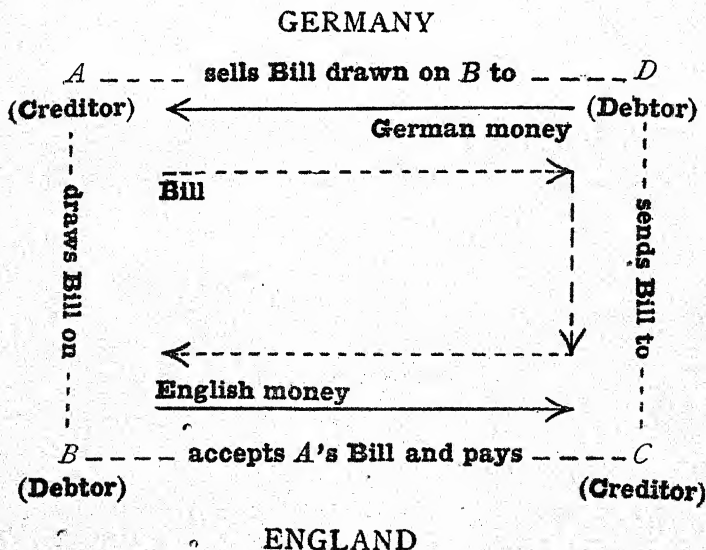 GERMANY
A sells Bill drawn on B to D
(Creditor) (Debtor)
German money
Bill
draws Bill on
sends Bill to
English money
B accepts A's Bill and pays C
(Debtor) (Creditor)
ENGLAND